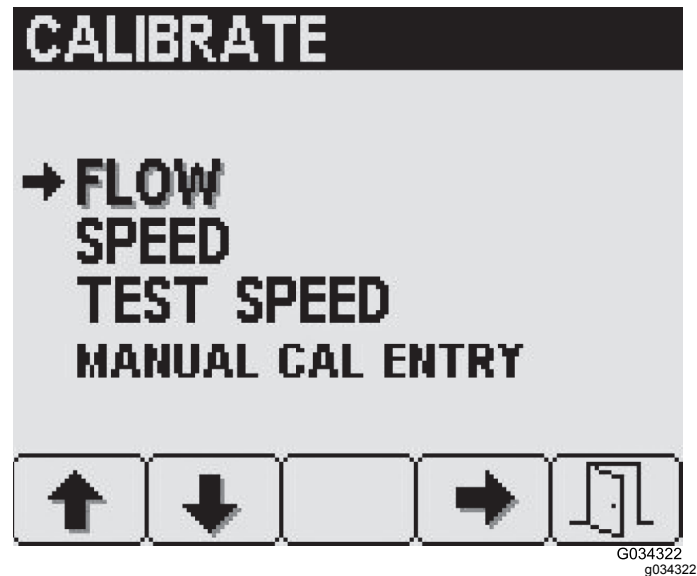 CALIBRATE
FLOW
SPEED
TEST SPEED
MANUAL CAL ENTRY
G034322
g034322